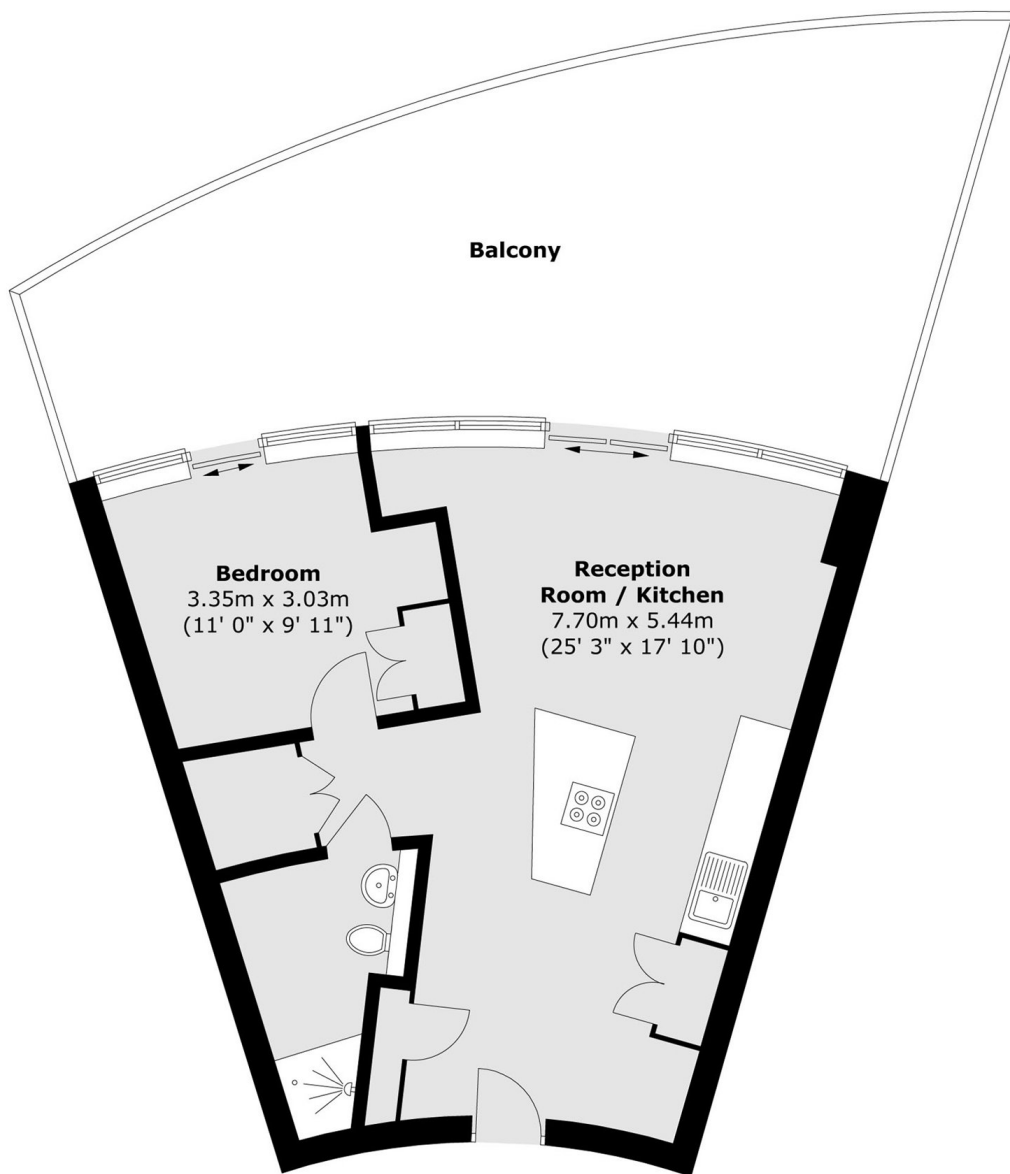 Balcony
Bedroom
3.35m x 3.03m
(11' 0" x 9' 11")
Reception
Room / Kitchen
7.70m x 5.44m
(25' 3" x 17' 10")